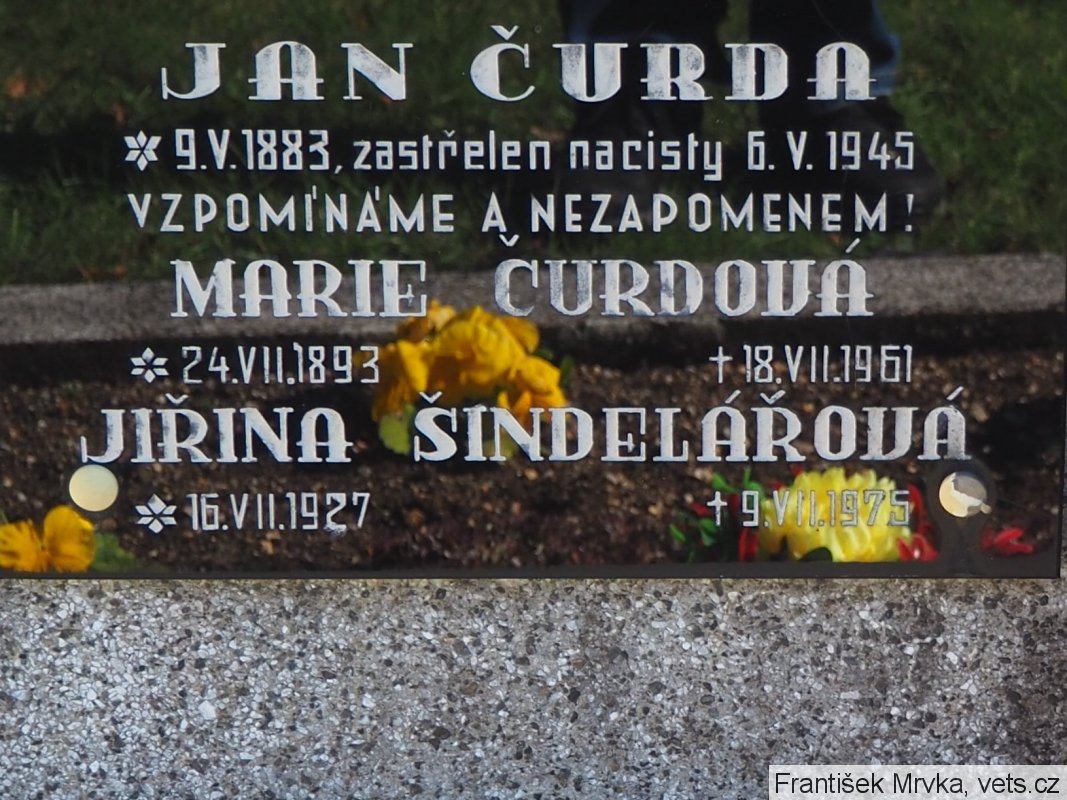 JAN ČURDA
* 9.V.1883, zastřelen nacisty 6.V.1945
VZPOMÍNÁME A NEZAPOMENEM!
MARIE ČURDOVÁ
* 24.VII.1893 † 18.VII.1961
JIŘINA ŠINDELÁŘOVÁ
* 16.VII.1927 † 9.VII.1975
František Mrvka, vets.cz